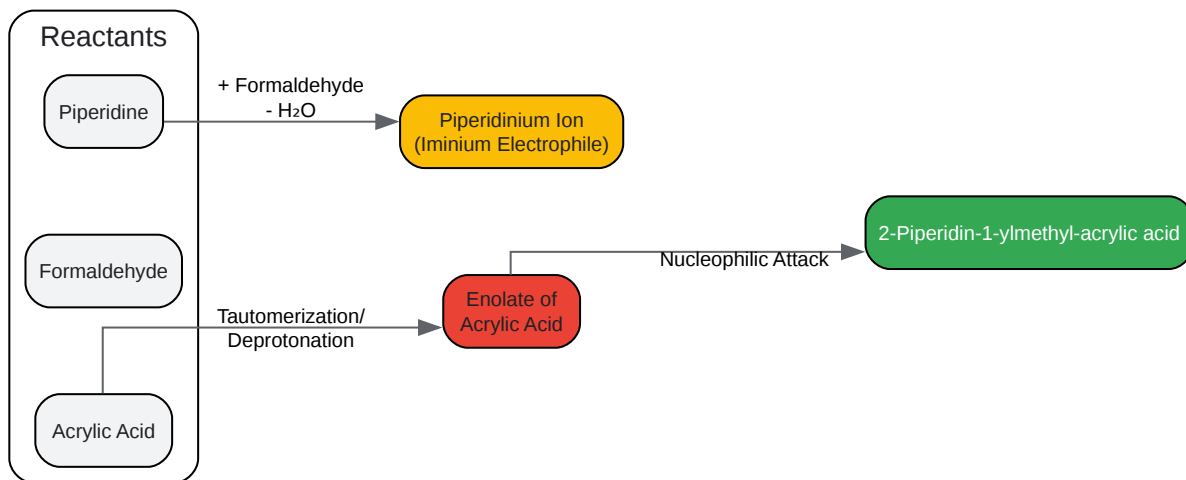 Reactants
Piperidine
+ Formaldehyde
- H₂O
Piperidinium Ion
(Iminium Electrophile)
2-Piperidin-1-ylmethyl-acrylic acid
Nucleophilic Attack
Formaldehyde
Enolate of
Acrylic Acid
Tautomerization/
Deprotonation
Acrylic Acid